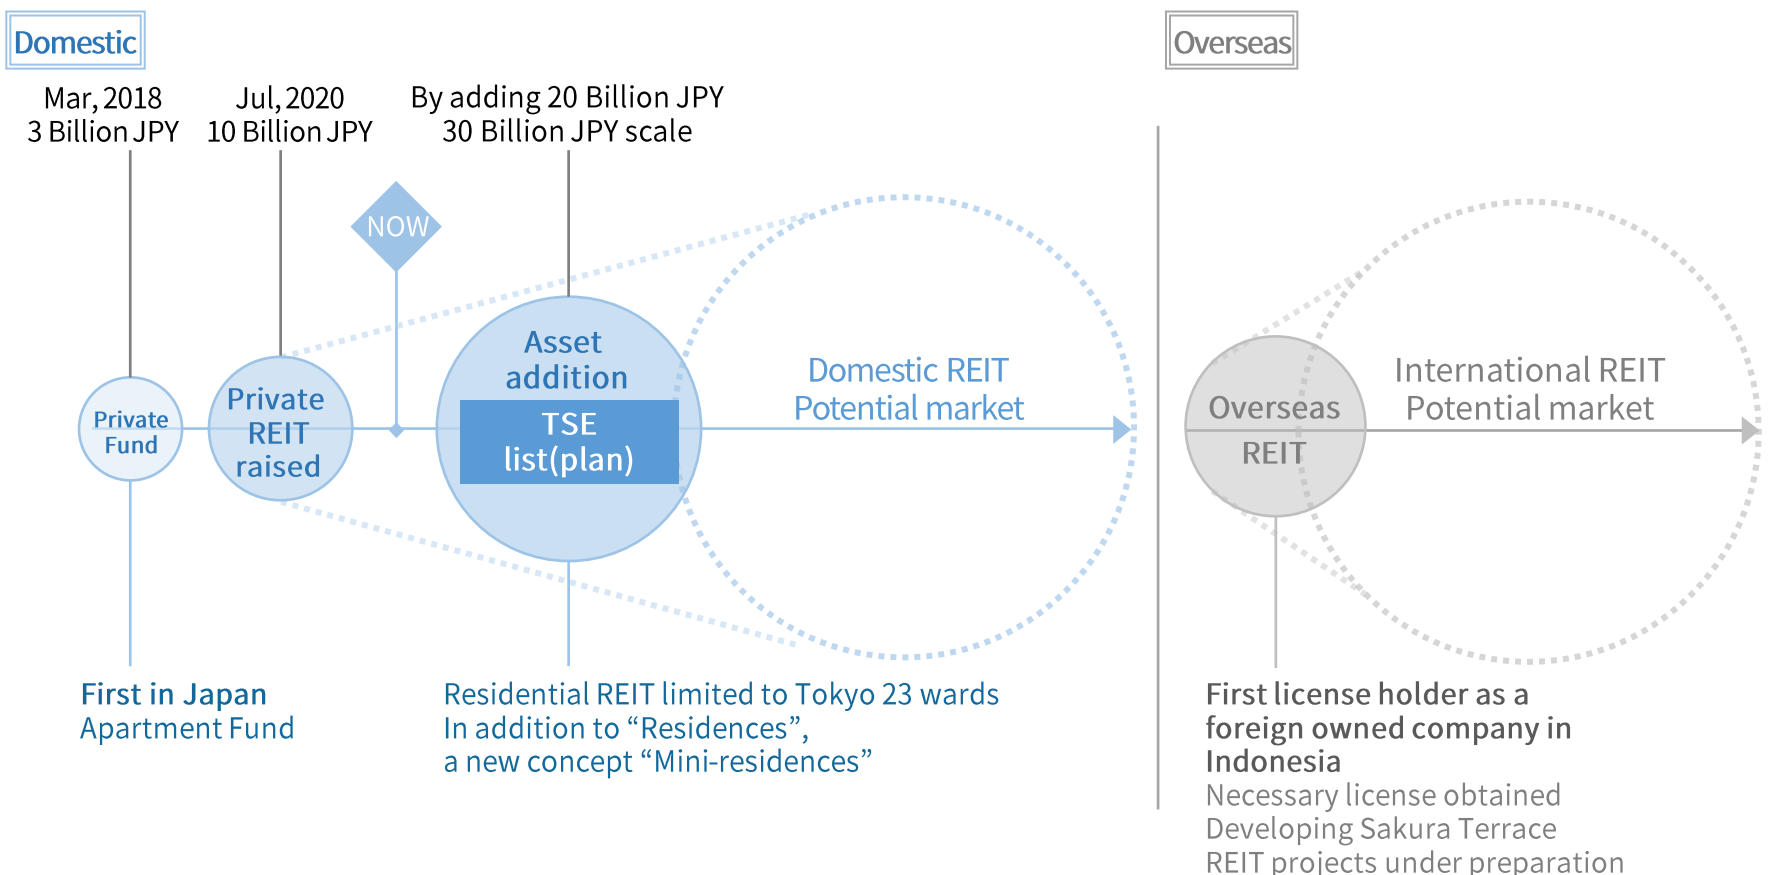 Domestic
Overseas
Mar, 2018
3 Billion JPY
Jul, 2020
10 Billion JPY
By adding 20 Billion JPY
30 Billion JPY scale
NOW
Private
Fund
Private
REIT
raised
Asset
addition
TSE
list(plan)
Domestic REIT
Potential market
Overseas
REIT
International REIT
Potential market
First in Japan
Apartment Fund
Residential REIT limited to Tokyo 23 wards
In addition to “Residences”,
a new concept “Mini-residences”
First license holder as a
foreign owned company in
Indonesia
Necessary license obtained
Developing Sakura Terrace
REIT projects under preparation